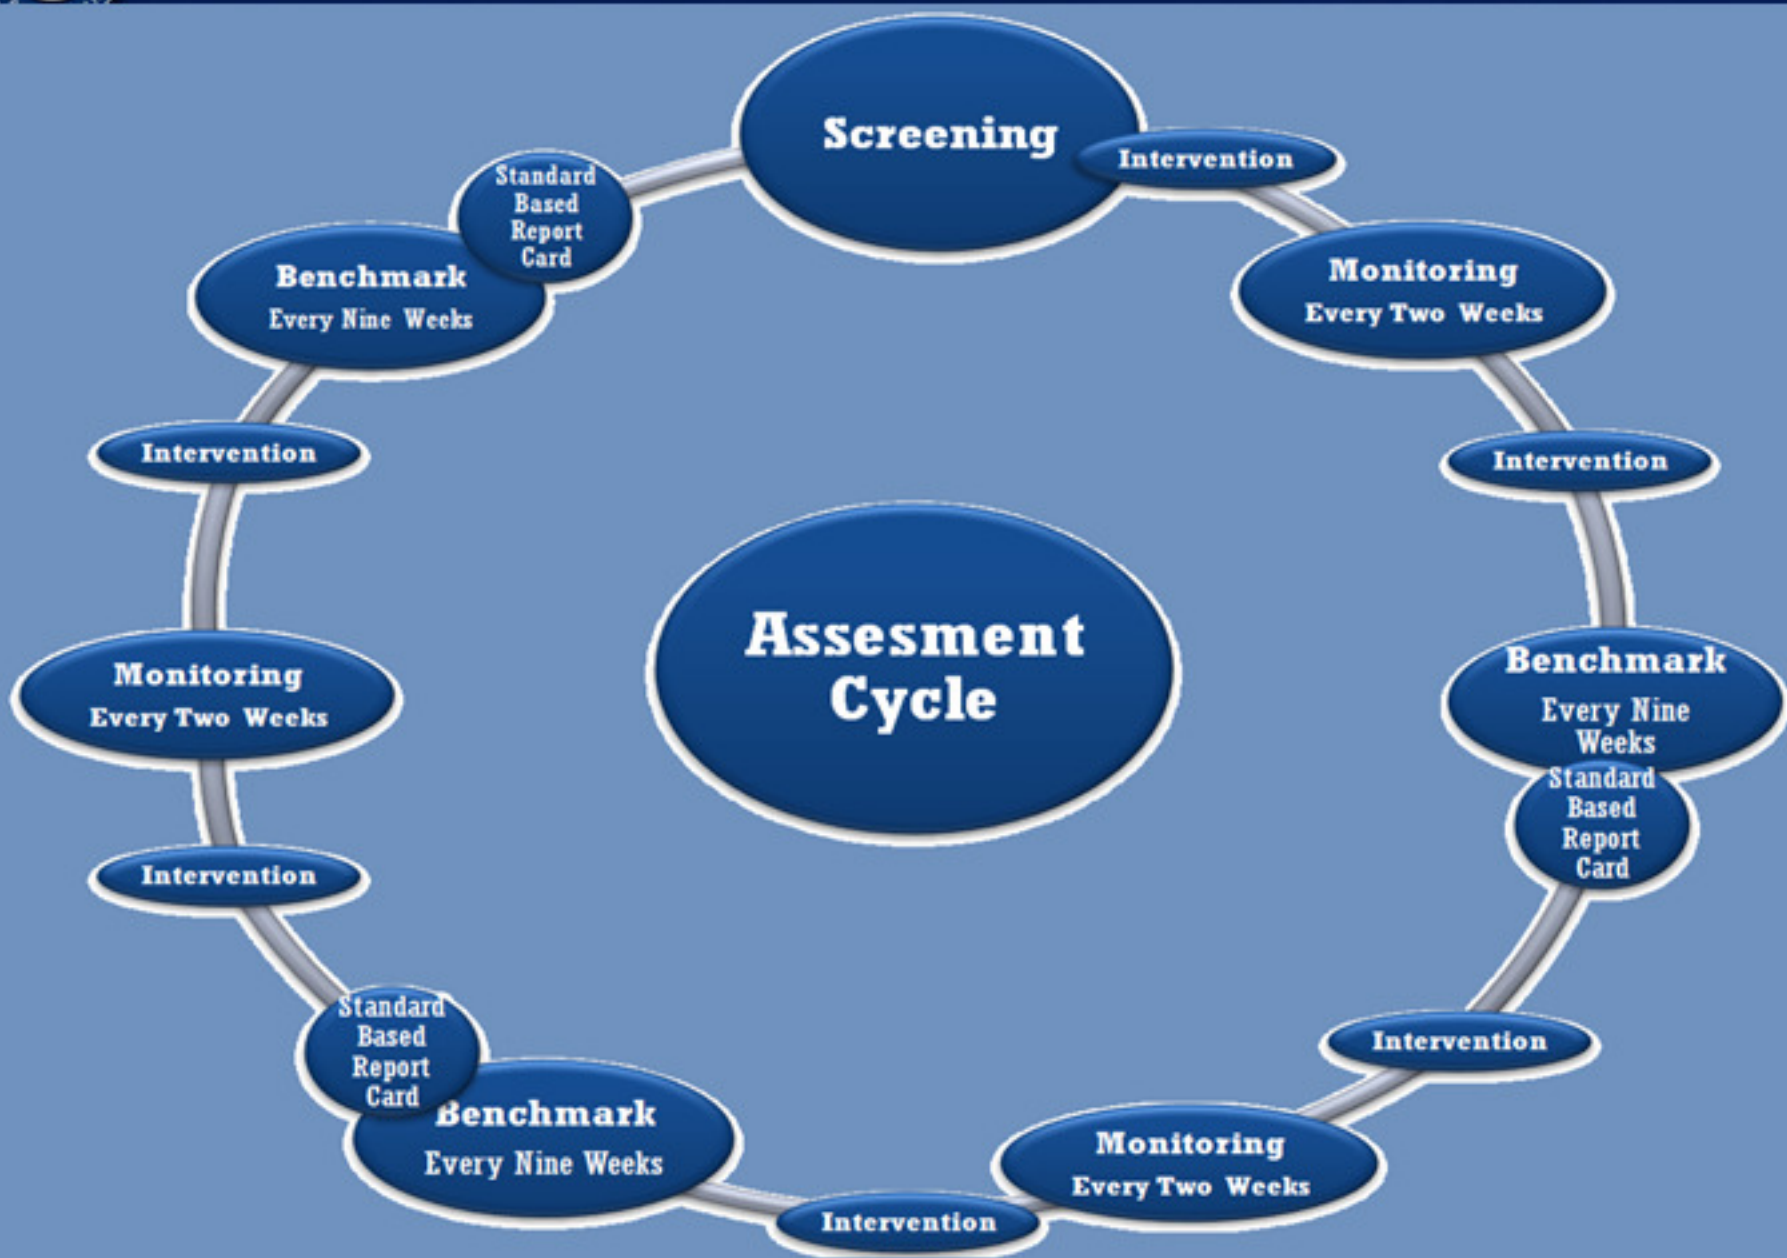 Screening
Intervention
Monitoring
Every Two Weeks
Intervention
Benchmark
Every Nine
Weeks
Standard
Based
Report
Card
Intervention
Monitoring
Every Two Weeks
Intervention
Benchmark
Every Nine Weeks
Standard
Based
Report
Card
Intervention
Monitoring
Every Two Weeks
Intervention
Benchmark
Every Nine Weeks
Standard
Based
Report
Card
Assesment
Cycle